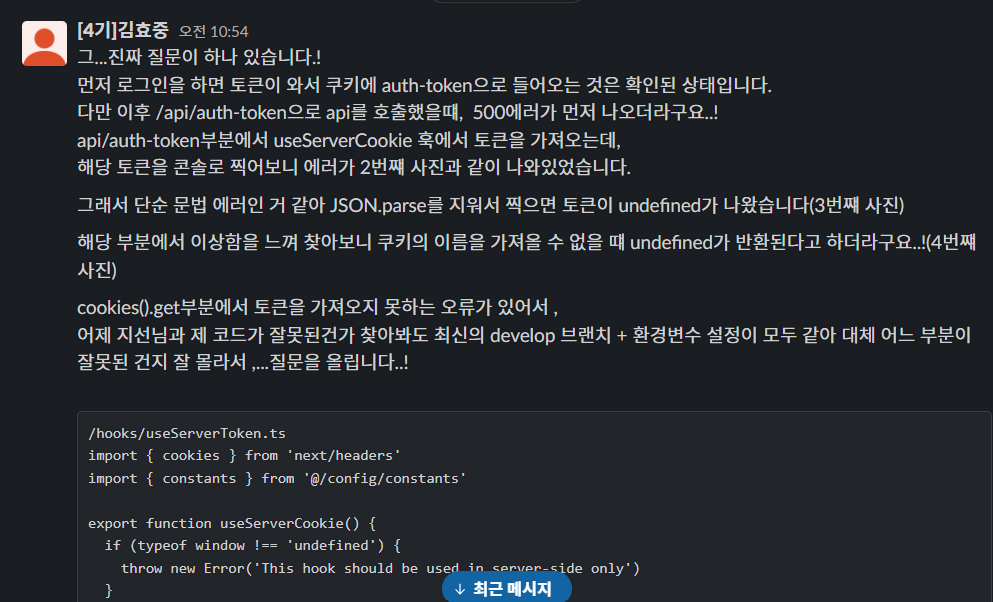 [4기]김효중 오전 10:54
그...진짜 질문이 하나 있습니다.!
먼저 로그인을 하면 토큰이 와서 쿠키에 auth-token으로 들어오는 것은 확인된 상태입니다.
다만 이후 /api/auth-token으로 api를 호출했을떄, 500에러가 먼저 나오더라구요..!
api/auth-token부분에서 useServerCookie 훅에서 토큰을 가져오는데,
해당 토큰을 콘솔로 찍어보니 에러가 2번째 사진과 같이 나와있었습니다.
그래서 단순 문법 에러인 거 같아 JSON.parse를 지워서 찍으면 토큰이 undefined가 나왔습니다(3번쨰 사진)
해당 부분에서 이상함을 느껴 찾아보니 쿠키의 이름을 가져올 수 없을 떄 undefined가 반환된다고 하더라구요..!(4번째
사진)
cookies().get부분에서 토큰을 가져오지 못하는 오류가 있어서 ,
어제 지선님과 제 코드가 잘못된건가 찾아봐도 최신의 develop 브랜치 + 환경변수 설정이 모두 같아 대체 어느 부분이
잘못된 건지 잘 몰라서 ,...질문을 올립니다..!
/hooks/useServerToken.ts
import { cookies } from 'next/headers'
import { constants } from '@/config/constants'
export function useServerCookie() {
if (typeof window !== 'undefined') {
throw new Error('This hook should be used in server-side only')
}
↓ 최근 메시지